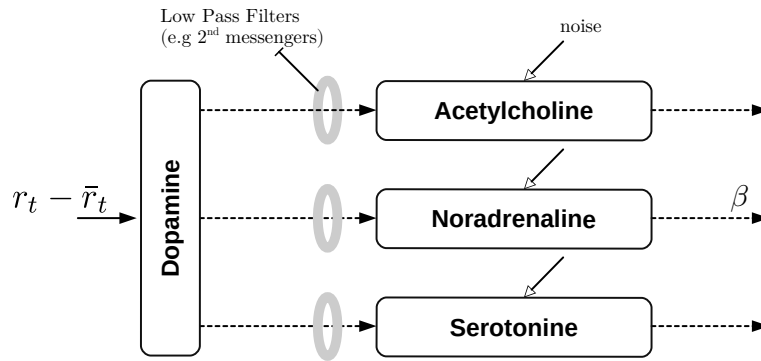 Low Pass Filters
(e.g 2nd messengers)
noise
Acetylcholine
Dopamine
r_t − r̄_t
Noradrenaline
β
Serotonine